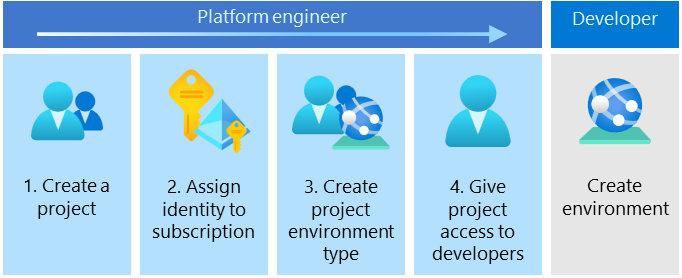 Platform engineer
Developer
1. Create a
project
2. Assign
identity to
subscription
3. Create
project
environment
type
4. Give
project
access to
developers
Create
environment